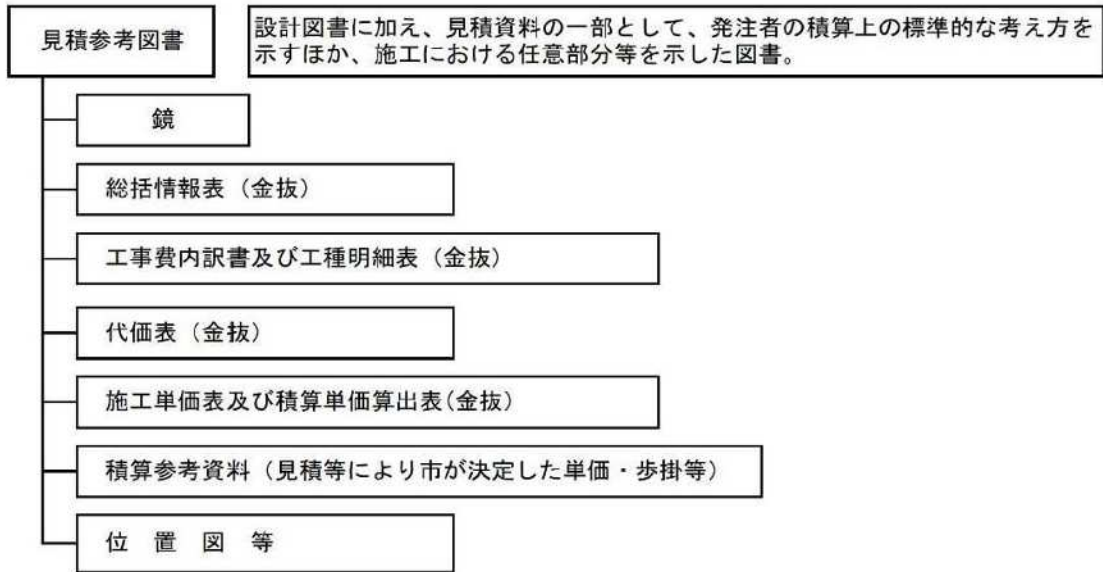 見積参考図書
設計図書に加え、見積資料の一部として、発注者の積算上の標準的な考え方を
示すほか、施工における任意部分等を示した図書。
鏡
総括情報表（金抜）
工事費内訳書及び工種明細表（金抜）
代価表（金抜）
施工単価表及び積算単価算出表(金抜）
積算参考資料（見積等により市が決定した単価・歩掛等）
位　置　図　等